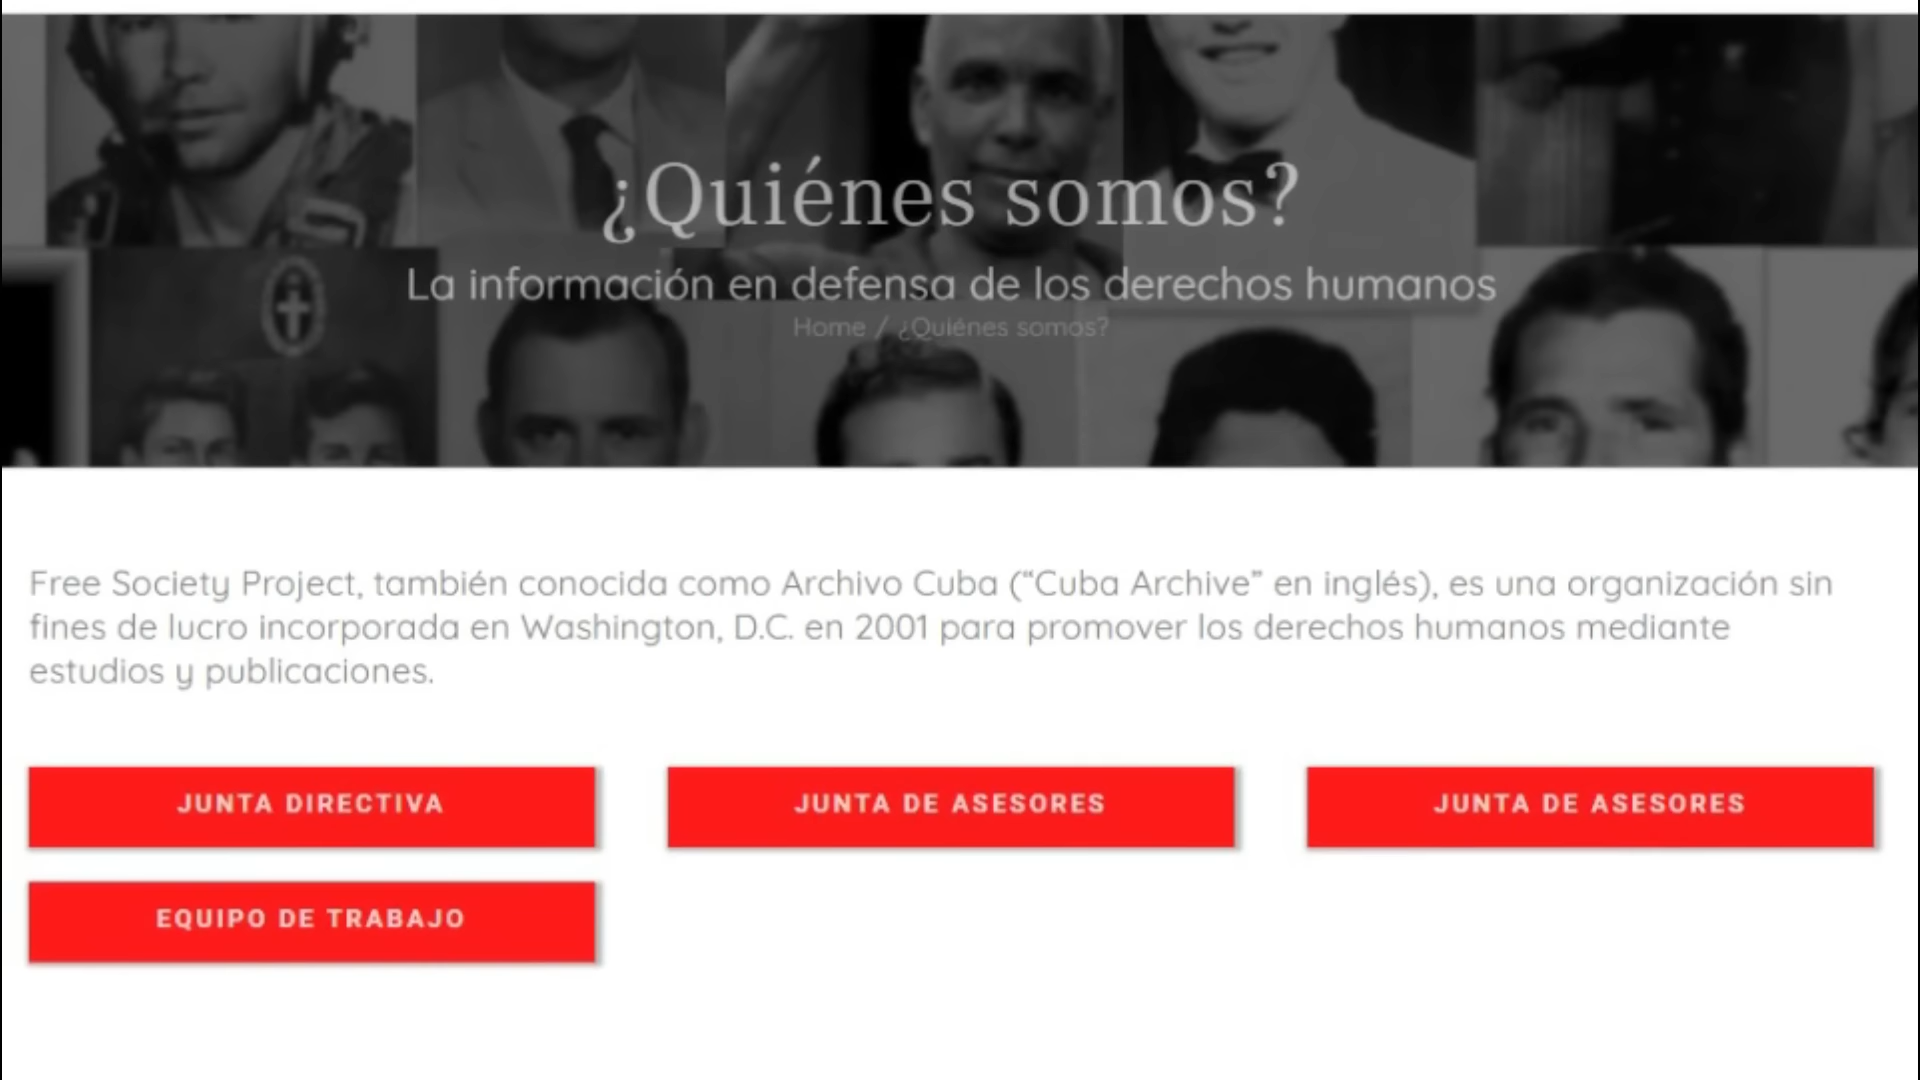 ¿Quiénes somos?
La información en defensa de los derechos humanos
Home / ¿Quiénes somos?
Free Society Project, también conocida como Archivo Cuba (“Cuba Archive” en inglés), es una organización sin
fines de lucro incorporada en Washington, D.C. en 2001 para promover los derechos humanos mediante
estudios y publicaciones.
JUNTA DIRECTIVA
JUNTA DE ASESORES
JUNTA DE ASESORES
EQUIPO DE TRABAJO